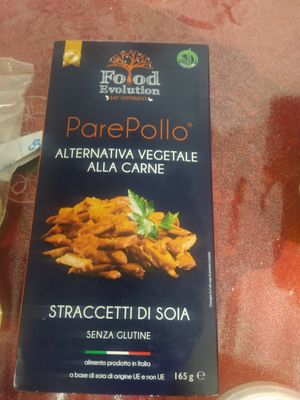 Food
Evolution
EAT DIFFERENT
ParePollo®
ALTERNATIVA VEGETALE
ALLA CARNE
STRACCETTI DI SOIA
SENZA GLUTINE
alimento prodotto in Italia
a base di soia di origine UE e non UE
165 g e